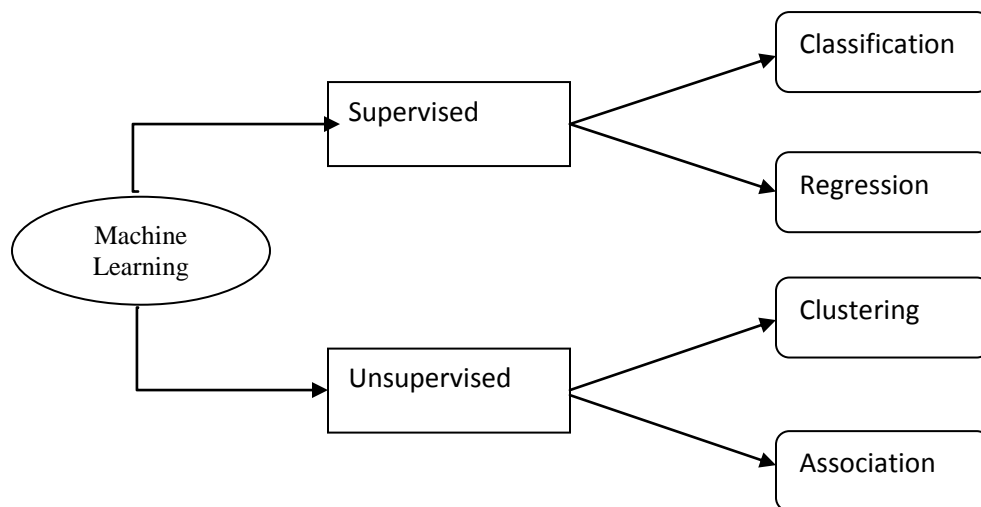 Classification
Supervised
Regression
Machine
Learning
Clustering
Unsupervised
Association